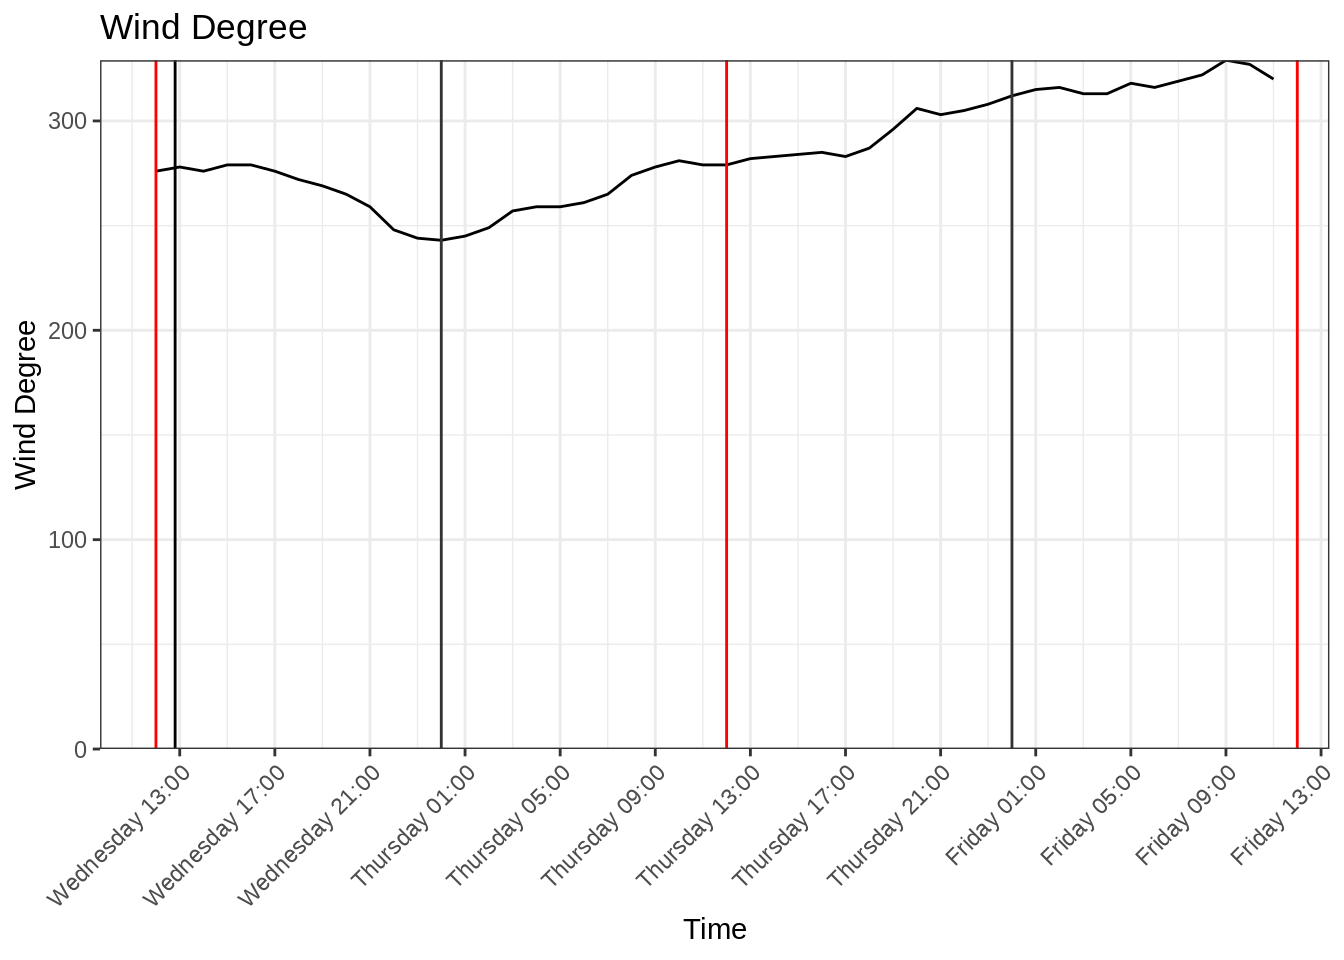 Wind Degree
Wind Degree
300
200
100
0
Wednesday 13:00
Wednesday 17:00
Wednesday 21:00
Thursday 01:00
Thursday 05:00
Thursday 09:00
Thursday 13:00
Thursday 17:00
Thursday 21:00
Friday 01:00
Friday 05:00
Friday 09:00
Friday 13:00
Time